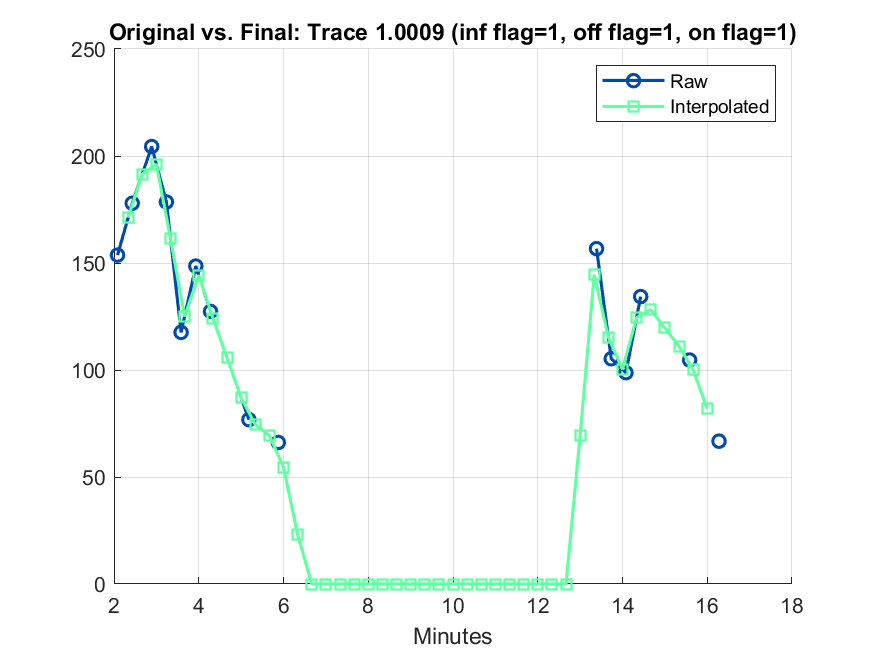 Original vs. Final: Trace 1.0009 (inf flag=1, off flag=1, on flag=1)
250
200
150
100
50
0
Raw
Interpolated
2 4 6 8 10 12 14 16 18
Minutes